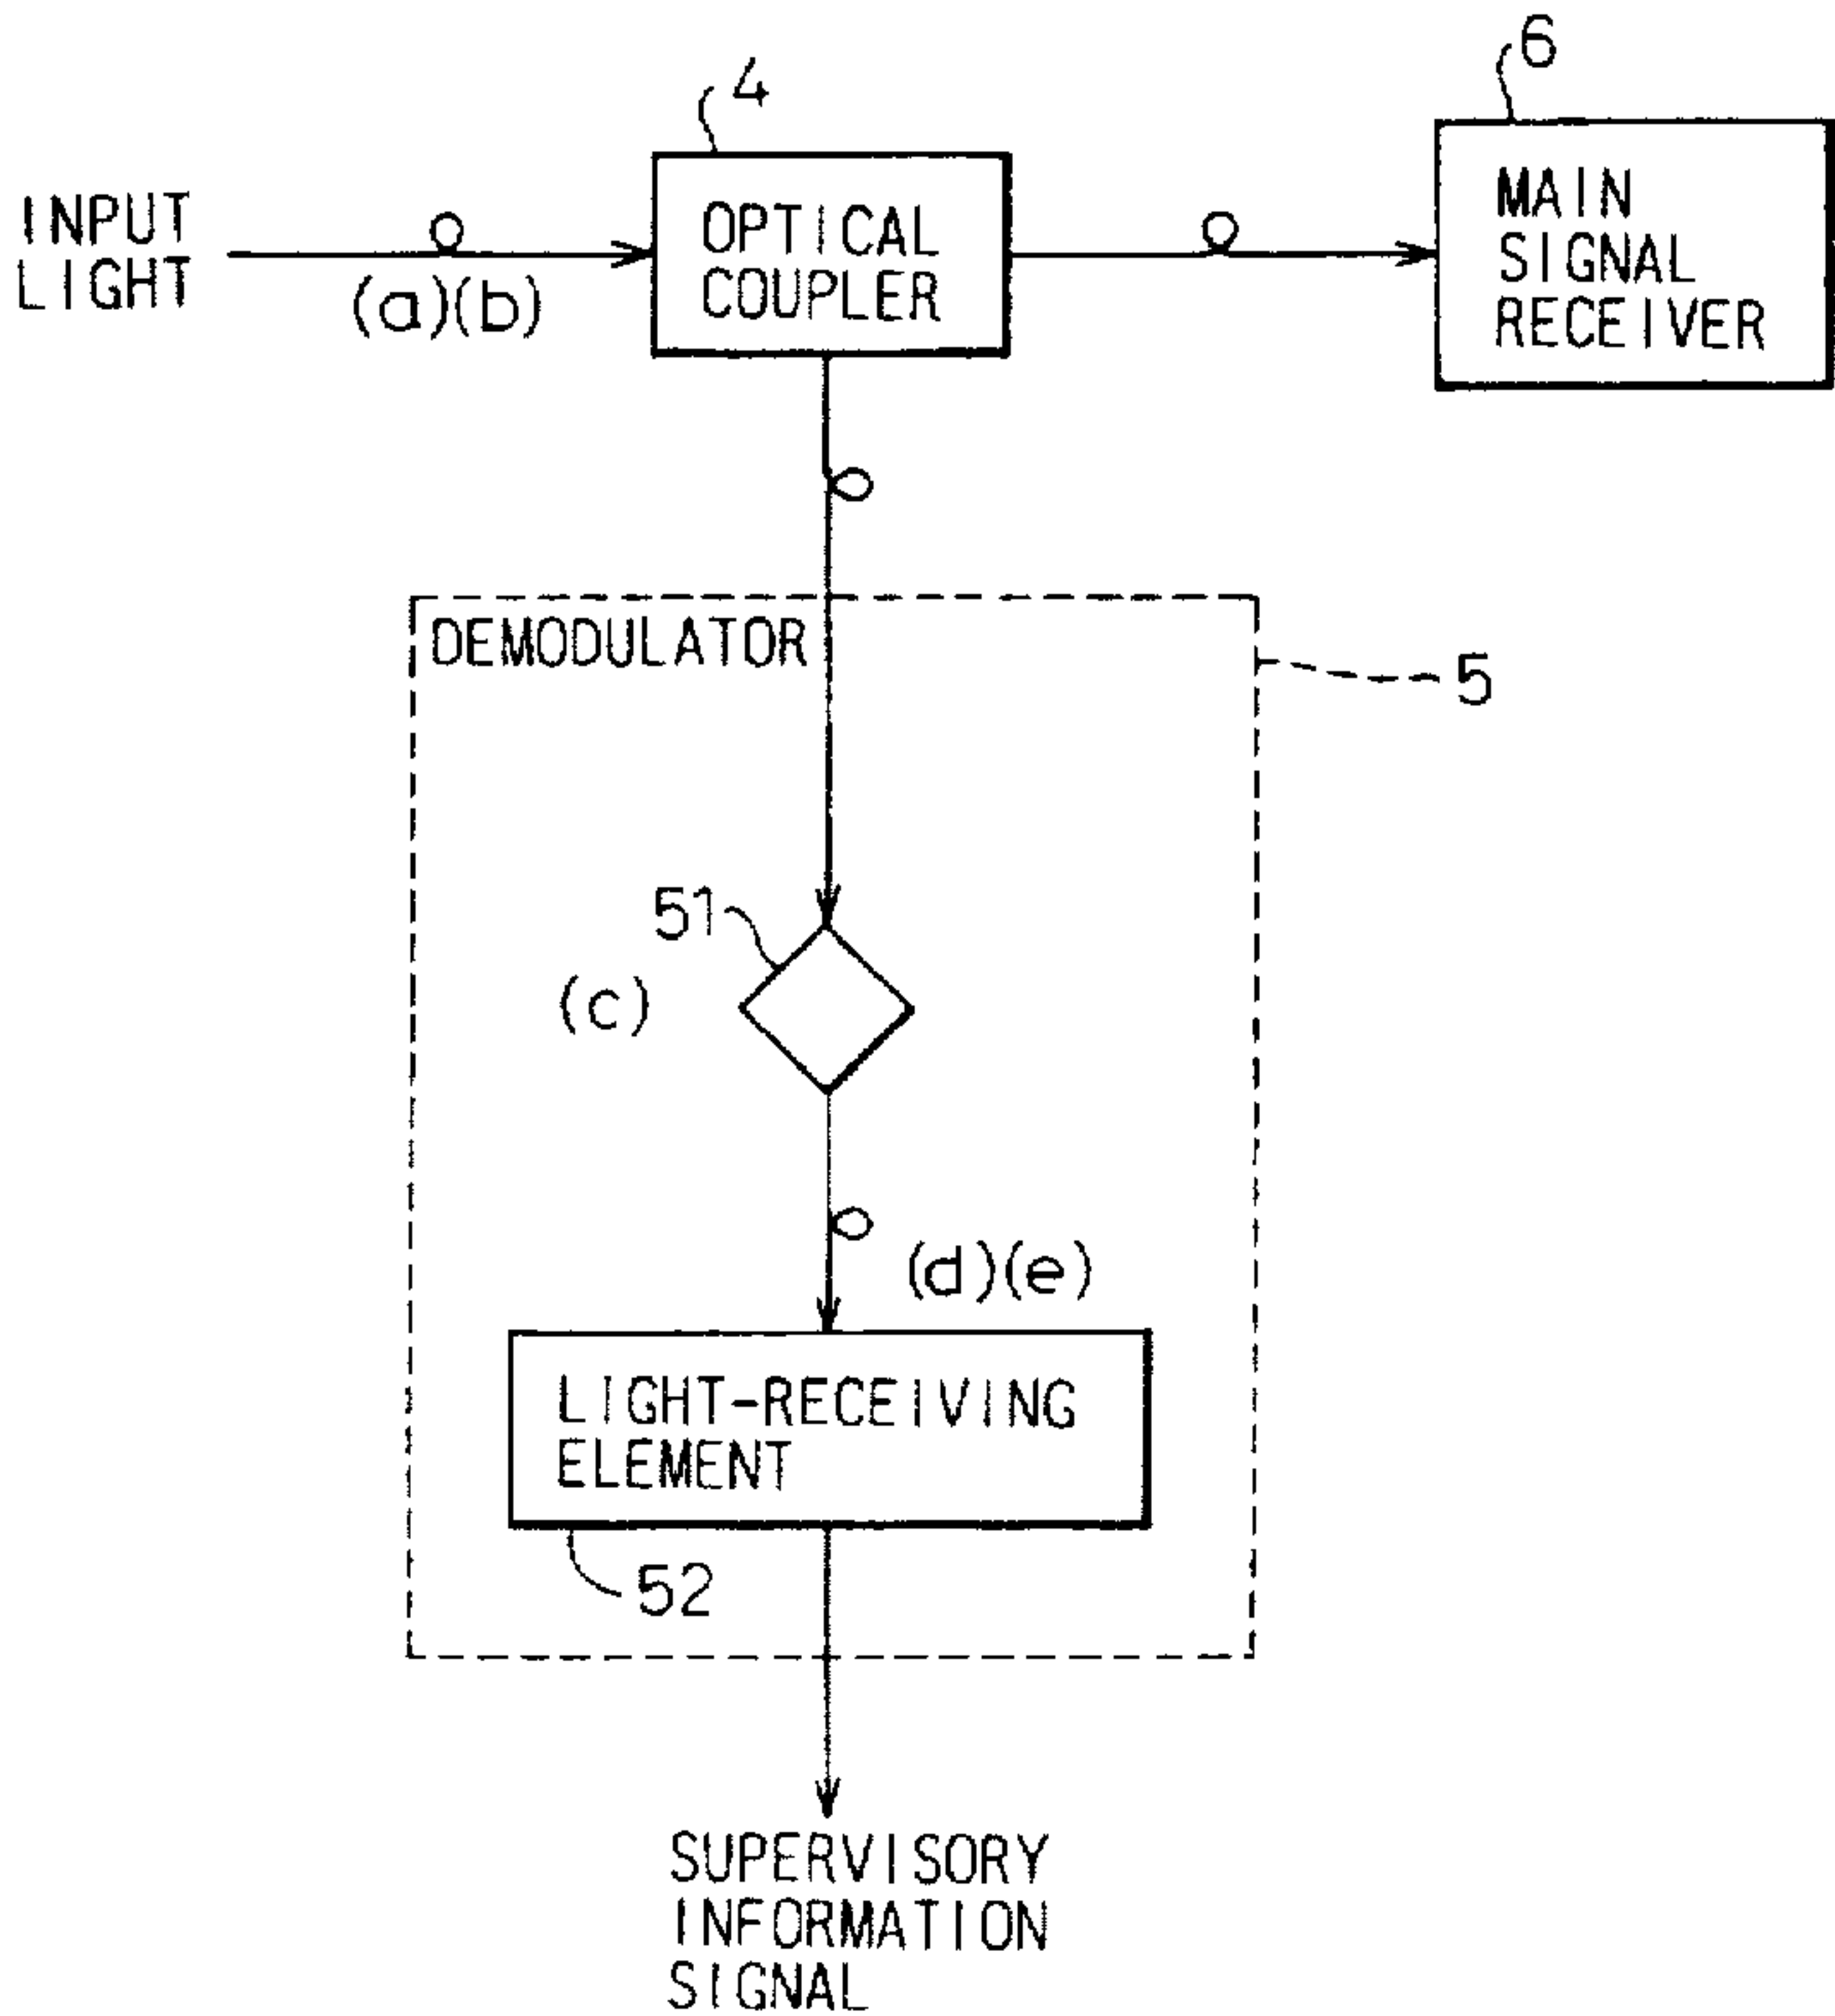 4
6
INPUT
LIGHT
(a)(b)
OPTICAL
COUPLER
MAIN
SIGNAL
RECEIVER
DEMODULATOR
5
51
(c)
(d)(e)
LIGHT-RECEIVING
ELEMENT
52
SUPERVISORY
INFORMATION
SIGNAL